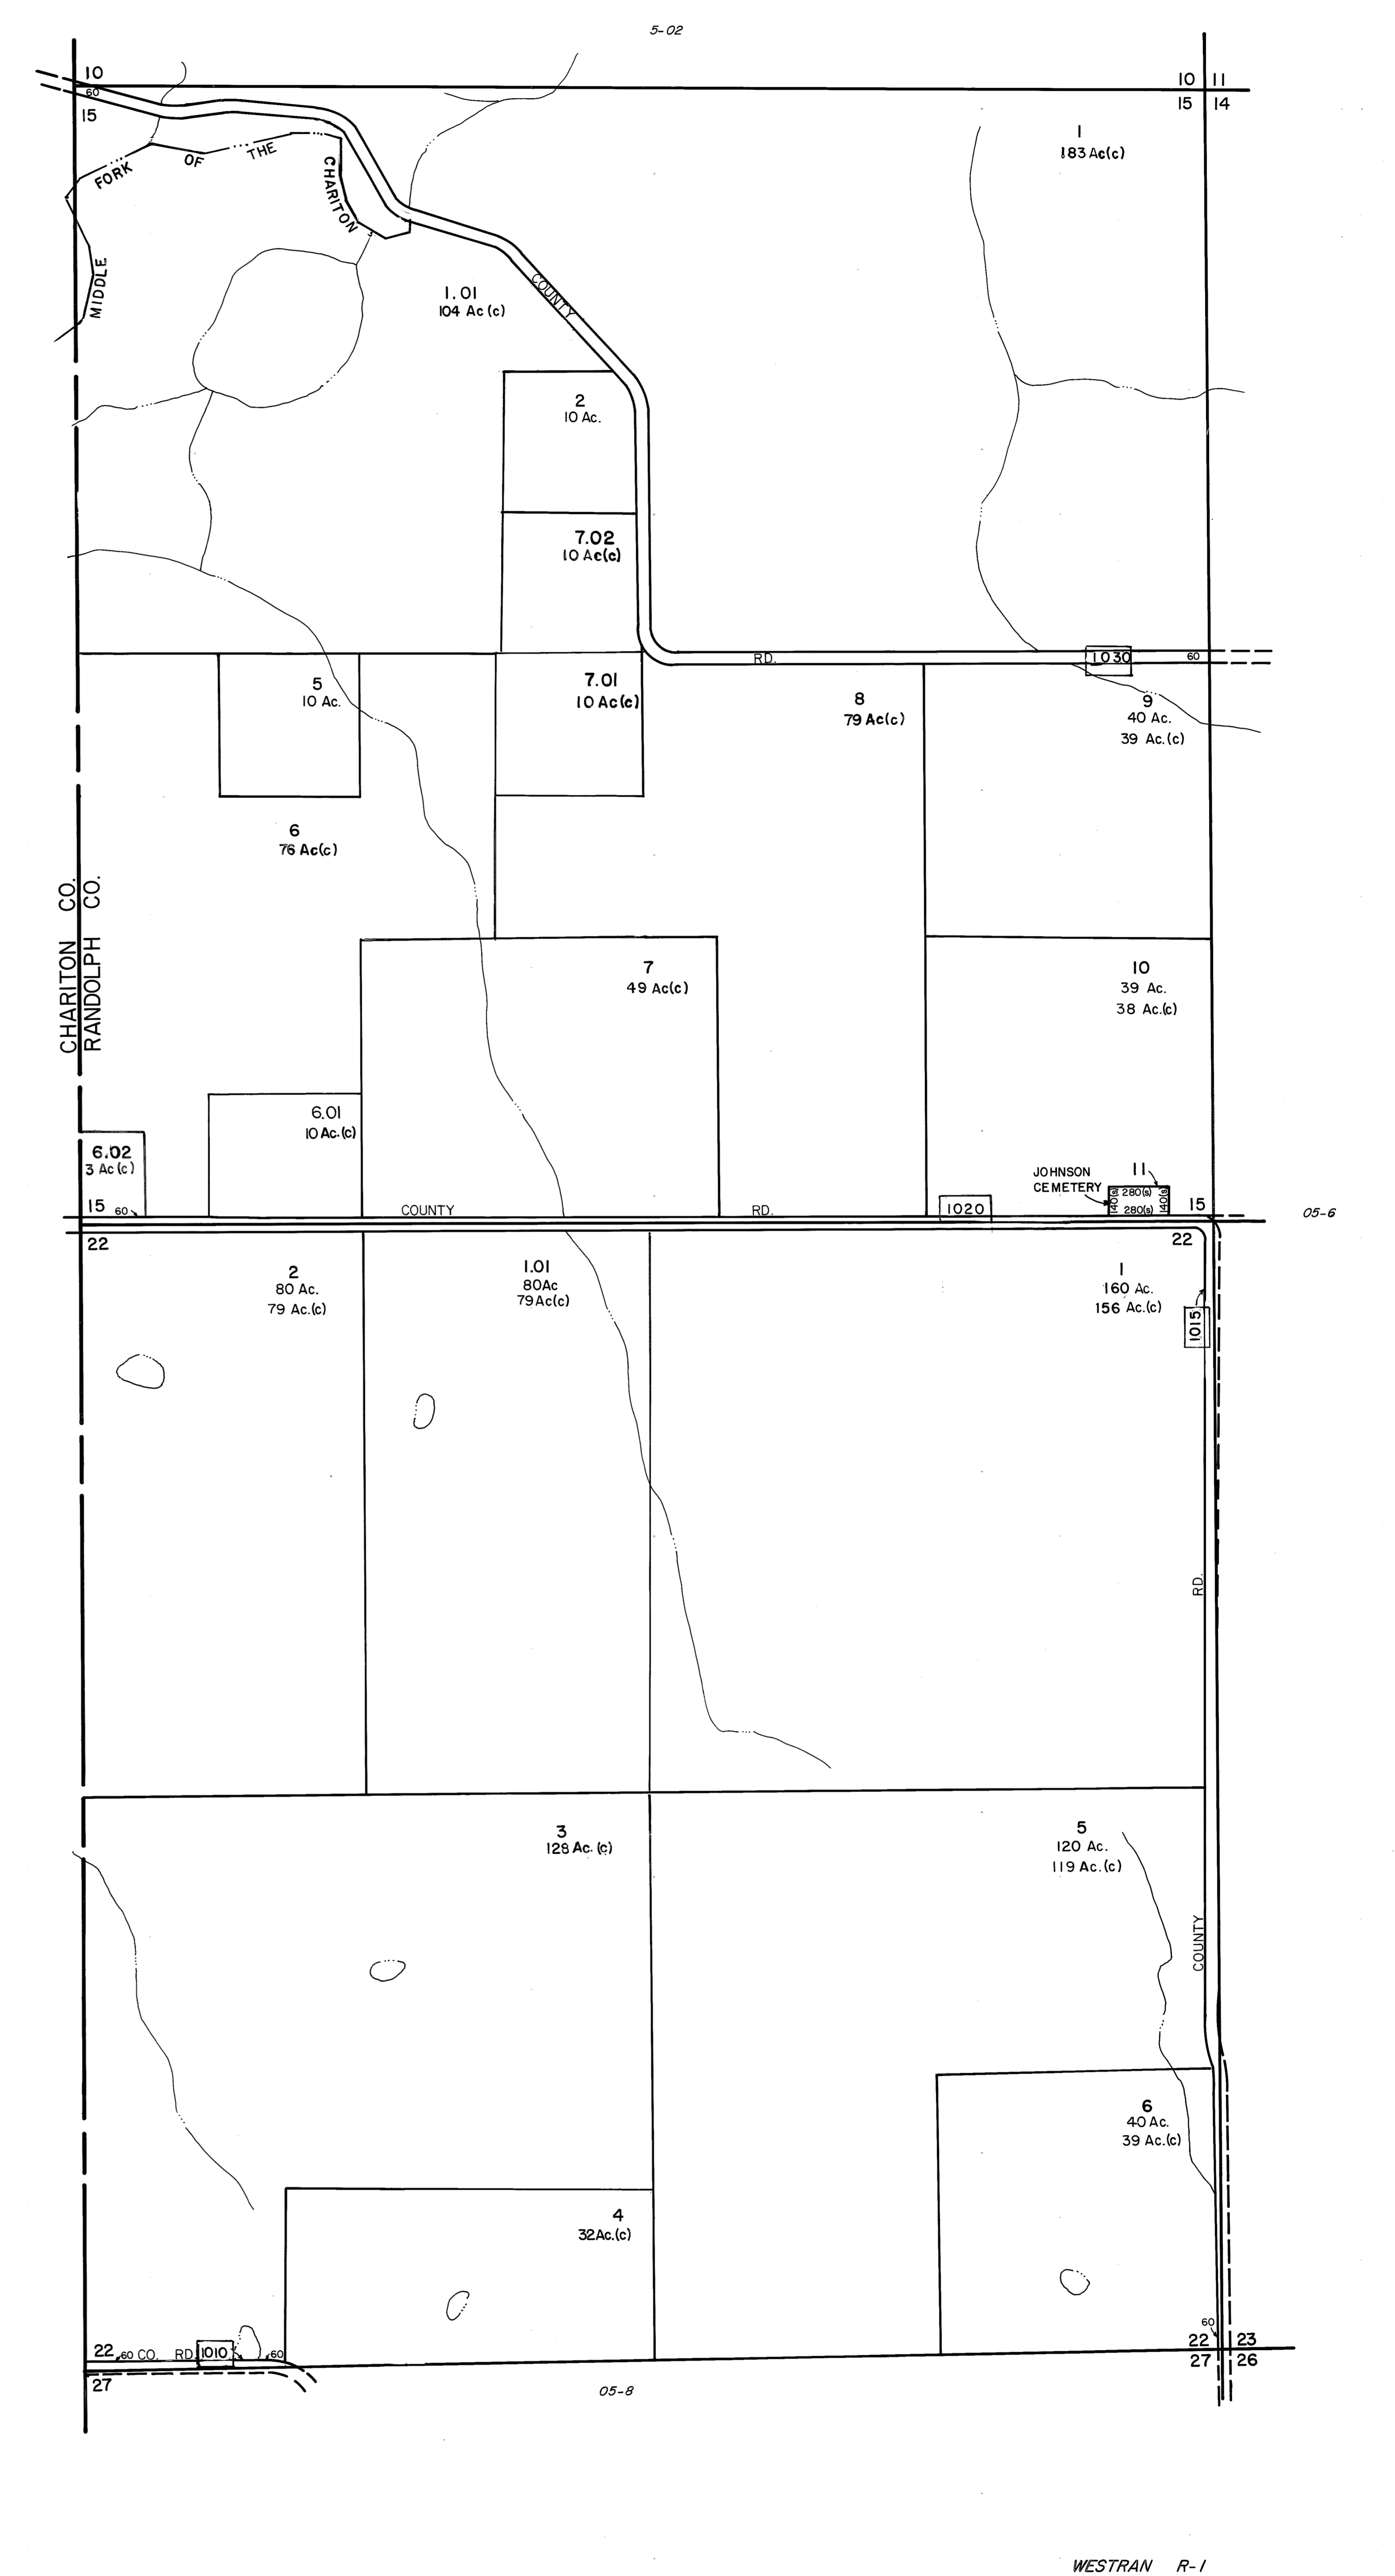 5-02
10
60
15
10 11
15 14
1
183 Ac(c)
FORK OF THE
CHARITON
MIDDLE
1.01
104 Ac (c)
COUNTY
2
10 Ac.
7.02
10 Ac(c)
RD.
1030
60
5
10 Ac.
7.01
10 Ac(c)
8
79 Ac(c)
9
40 Ac.
39 Ac.(c)
6
76 Ac(c)
CHARITON CO.
RANDOLPH CO.
7
49 Ac(c)
10
39 Ac.
38 Ac.(c)
6.01
10 Ac.(c)
6.02
3 Ac (c)
JOHNSON
CEMETERY
11
280(s)
140(s)
140(s)
280(s)
15 60
COUNTY
RD.
1020
15
05-6
22
22
2
80 Ac.
79 Ac.(c)
1.01
80Ac
79Ac(c)
1
160 Ac.
156 Ac.(c)
1015
RD.
3
128 Ac. (c)
5
120 Ac.
119 Ac.(c)
COUNTY
6
40 Ac.
39 Ac.(c)
4
32Ac.(c)
60
22 60 CO. RD. 1010 60
22 23
27 26
27
05-8
WESTRAN R-1